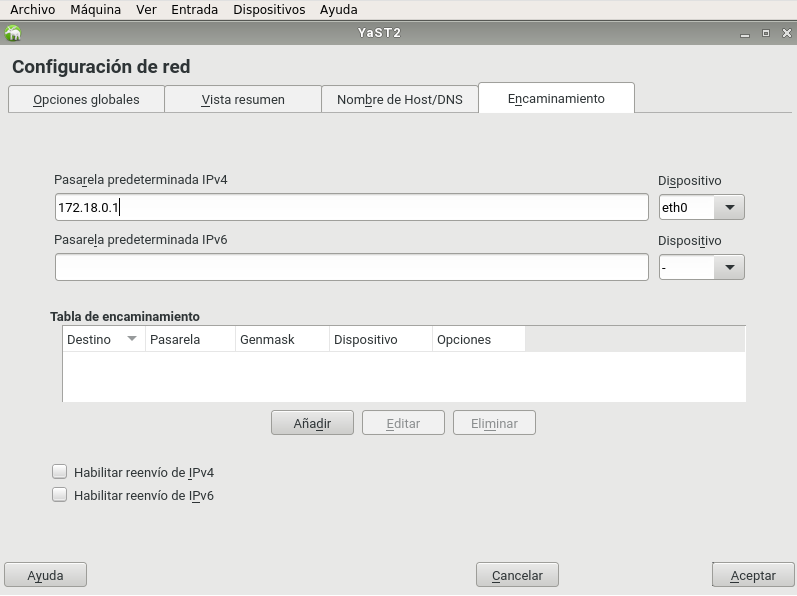 Archivo Máquina Ver Entrada Dispositivos Ayuda
YaST2
Configuración de red
Opciones globales Vista resumen Nombre de Host/DNS Encaminamiento
Pasarela predeterminada IPv4 Dispositivo
172.18.0.1 eth0
Pasarela predeterminada IPv6 Dispositivo
-
Tabla de encaminamiento
Destino Pasarela Genmask Dispositivo Opciones
Añadir Editar Eliminar
Habilitar reenvío de IPv4
Habilitar reenvío de IPv6
Ayuda Cancelar Aceptar